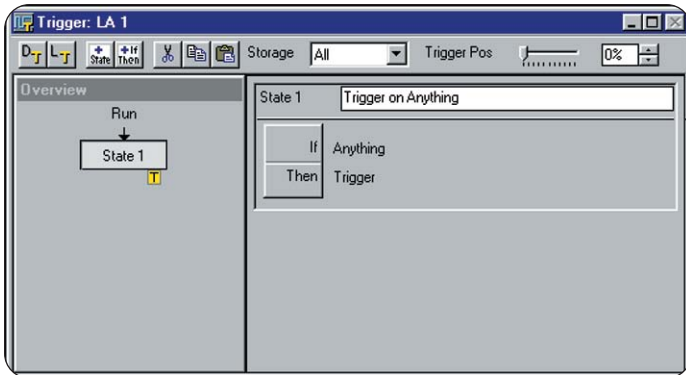 Trigger: LA 1
D T L T + State + If Then Storage All Trigger Pos 0%
Overview
Run
State 1
T
State 1 Trigger on Anything
If Anything
Then Trigger